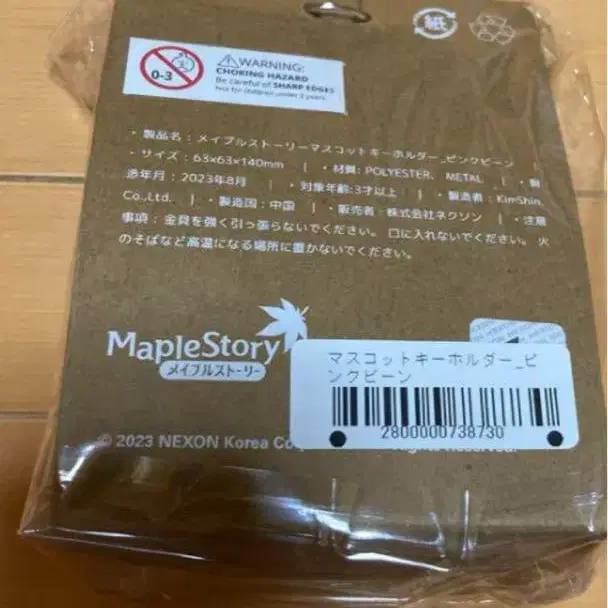 紙
0-3
WARNING:
CHOKING HAZARD
Be careful of SHARP EDGES
Not for children under 3 years.
・製品名：メイプルストーリーマスコットキーホルダー_ピンクビーン
・サイズ：63×63×140mm ｜ ・材質: POLYESTER、METAL ｜ ・製
造年月：2023年8月 ｜ ・対象年齢:3才以上 ｜ ・製造者：KimShin.
Co.,Ltd. ｜ ・製造国：中国 ｜ ・販売者：株式会社ネクソン ｜ ・注意
事項：金具を強く引っ張らないでください。口に入れないでください。火
のそばなど高温になる場所に置かないでください。
MapleStory
メイプルストーリー
マスコットキーホルダー_ピ
ンクビーン
2800000738730
© 2023 NEXON Korea Co
Rights Reserved.